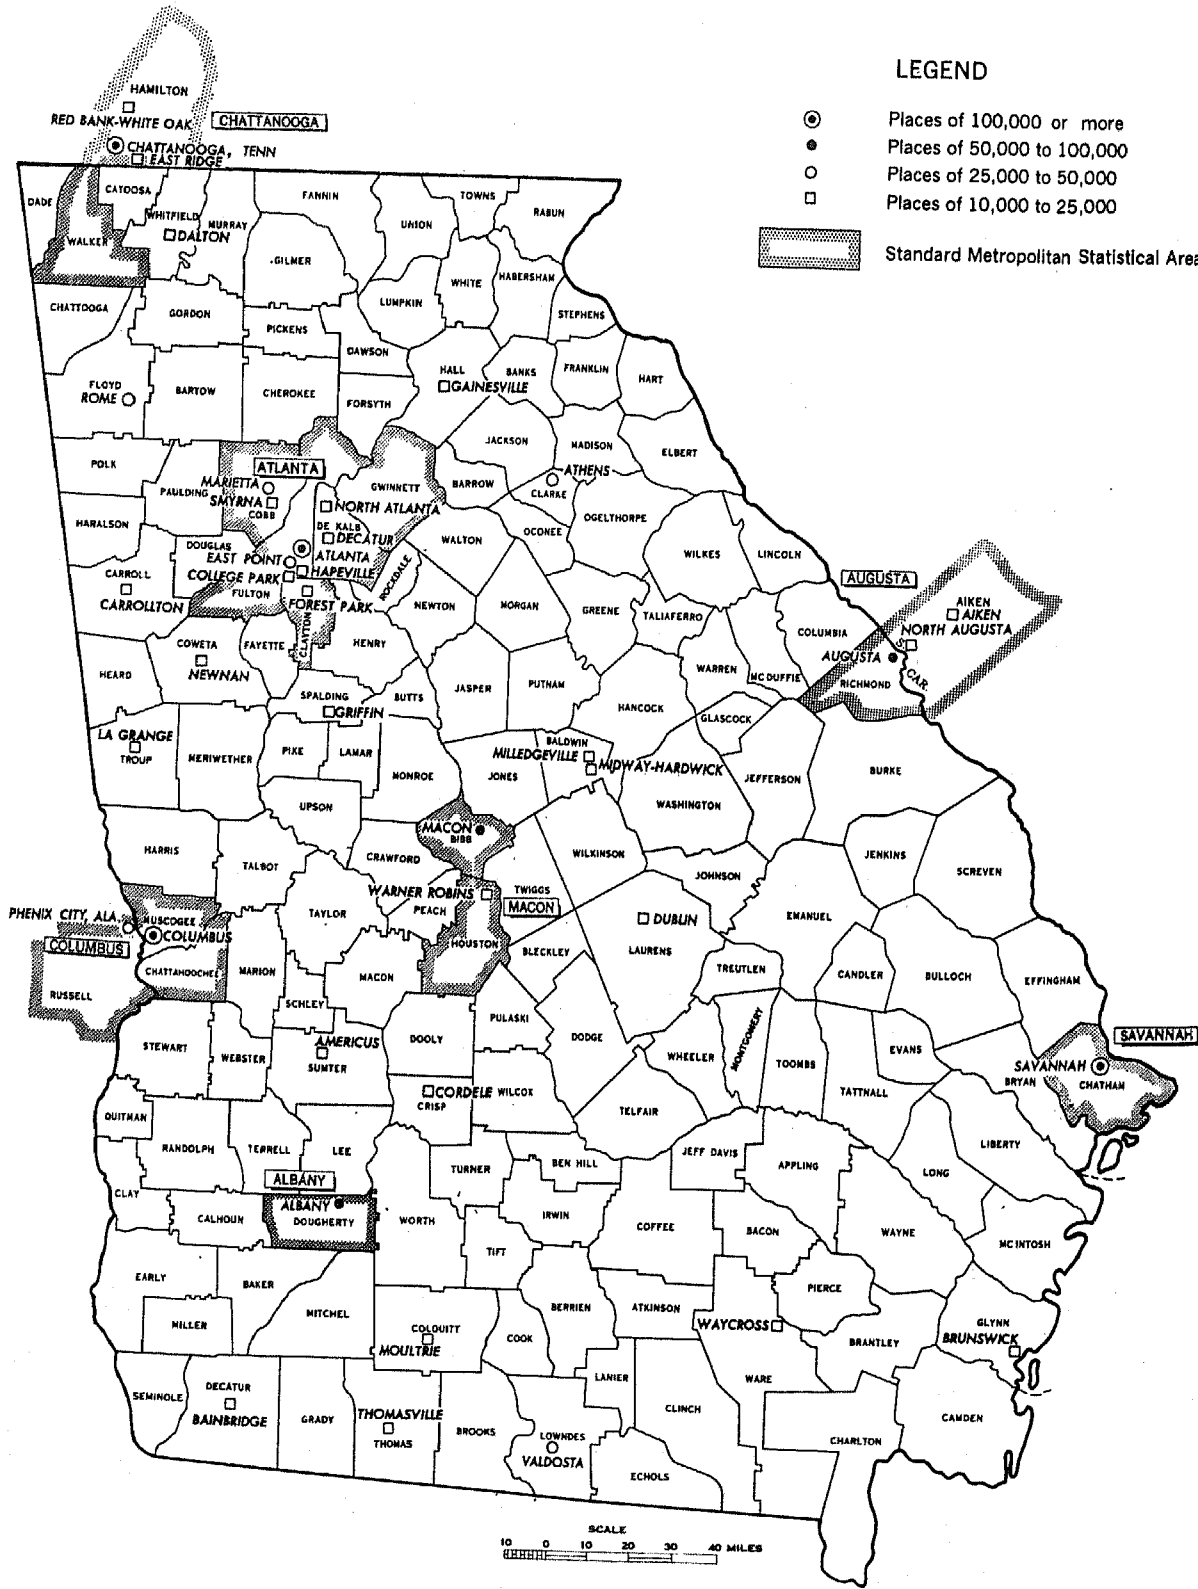 LEGEND
Places of 100,000 or more
Places of 50,000 to 100,000
Places of 25,000 to 50,000
Places of 10,000 to 25,000
Standard Metropolitan Statistical Area
HAMILTON
RED BANK-WHITE OAK
CHATTANOOGA
CHATTANOOGA, TENN
EAST RIDGE
DADE
CATOOSA
WHITFIELD
MURRAY
DALTON
WALKER
FANNIN
GILMER
UNION
TOWNS
RABUN
WHITE
HABERSHAM
LUMPKIN
STEPHENS
CHATTOOGA
GORDON
PICKENS
DAWSON
HALL
GAINESVILLE
BANKS
FRANKLIN
HART
FLOYD
ROME
BARTOW
CHEROKEE
FORSYTH
JACKSON
MADISON
ELBERT
POLK
PAULDING
ATLANTA
MARIETTA
SMYRNA
COBB
GWINNETT
NORTH ATLANTA
BARROW
ATHENS
CLARKE
HARALSON
DOUGLAS
DE KALB
DECATUR
EAST POINT
ATLANTA
COLLEGE PARK
HAPEVILLE
FULTON
FOREST PARK
CLAYTON
ROCKDALE
WALTON
OCONEE
OGELTHORPE
WILKES
LINCOLN
CARROLL
CARROLLTON
NEWTON
MORGAN
GREENE
TALIAFERRO
COLUMBIA
AUGUSTA
AIKEN
AIKEN
NORTH AUGUSTA
AUGUSTA
S. CAR.
RICHMOND
COWETA
NEWNAN
FAYETTE
HENRY
HEARD
SPALDING
GRIFFIN
BUTTS
JASPER
PUTNAM
HANCOCK
WARREN
MC DUFFIE
GLASCOCK
LA GRANGE
TROUP
MERIWETHER
PIKE
LAMAR
MONROE
JONES
BALDWIN
MILLEDGEVILLE
MIDWAY-HARDWICK
WASHINGTON
JEFFERSON
BURKE
UPSON
MACON
BIBB
HARRIS
TALBOT
CRAWFORD
WILKINSON
JOHNSON
JENKINS
SCREVEN
WARNER ROBINS
PEACH
TWIGGS
MACON
TAYLOR
PHENIX CITY, ALA.
MUSCOGEE
COLUMBUS
COLUMBUS
CHATTAHOOCHEE
RUSSELL
MARION
MACON
HOUSTON
BLECKLEY
DUBLIN
LAURENS
EMANUEL
TREUTLEN
CANDLER
BULLOCH
EFFINGHAM
SCHLEY
DOOLY
PULASKI
DODGE
WHEELER
MONTGOMERY
TOOMBS
EVANS
TATTNALL
STEWART
WEBSTER
AMERICUS
SUMTER
SAVANNAH
SAVANNAH
BRYAN
CHATHAM
CORDELE
CRISP
WILCOX
TELFAIR
QUITMAN
RANDOLPH
TERRELL
LEE
TURNER
BEN HILL
JEFF DAVIS
APPLING
LONG
LIBERTY
CLAY
CALHOUN
ALBANY
ALBANY
DOUGHERTY
WORTH
IRWIN
COFFEE
BACON
WAYNE
MC INTOSH
TIFT
EARLY
BAKER
MITCHEL
MILLER
COLQUITT
MOULTRIE
COOK
BERRIEN
ATKINSON
PIERCE
WAYCROSS
BRANTLEY
GLYNN
BRUNSWICK
SEMINOLE
DECATUR
BAINBRIDGE
GRADY
THOMASVILLE
THOMAS
BROOKS
LOWNDES
VALDOSTA
LANIER
CLINCH
ECHOLS
WARE
CHARLTON
CAMDEN
SCALE
10 0 10 20 30 40 MILES